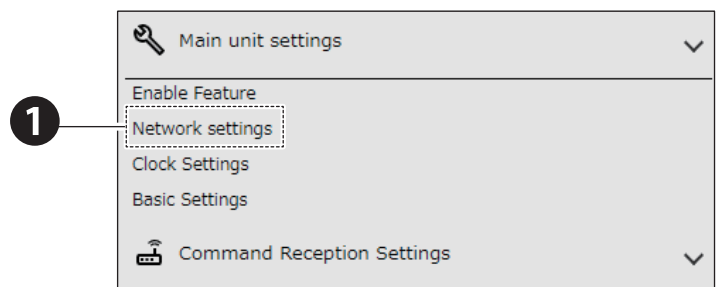 Main unit settings
Enable Feature
1
Network settings
Clock Settings
Basic Settings
Command Reception Settings